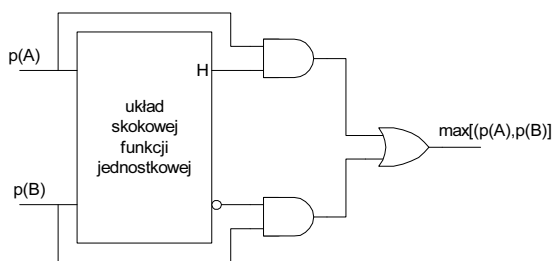 p(A)
H
układ
skokowej
funkcji
jednostkowej
p(B)
max[(p(A),p(B)]